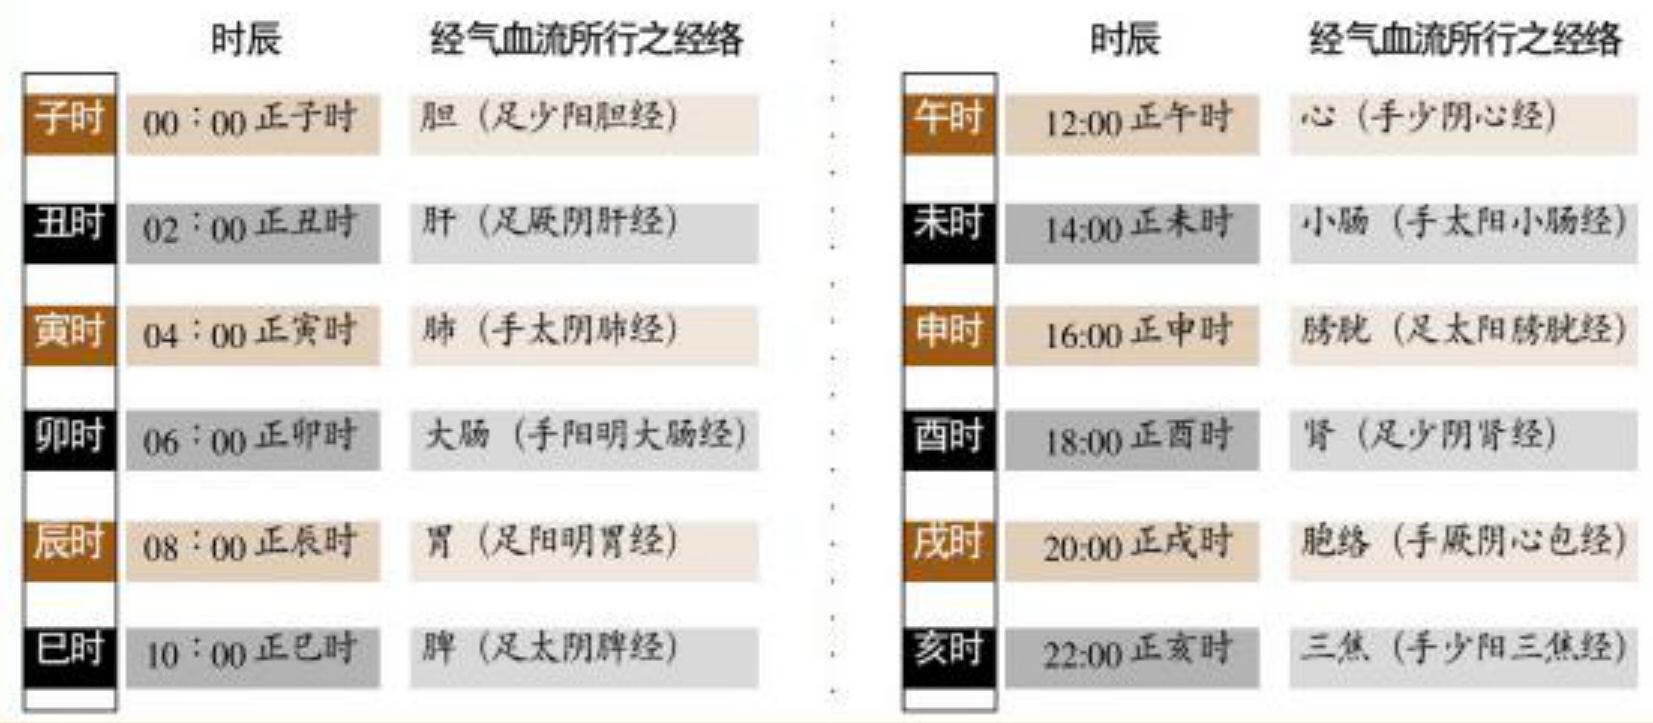 时辰 经气血流所行之经络
子时 00：00 正子时 胆（足少阳胆经）
丑时 02：00 正丑时 肝（足厥阴肝经）
寅时 04：00 正寅时 肺（手太阴肺经）
卯时 06：00 正卯时 大肠（手阳明大肠经）
辰时 08：00 正辰时 胃（足阳明胃经）
巳时 10：00 正巳时 脾（足太阴脾经）
时辰 经气血流所行之经络
午时 12:00 正午时 心（手少阴心经）
未时 14:00 正未时 小肠（手太阳小肠经）
申时 16:00 正申时 膀胱（足太阳膀胱经）
酉时 18:00 正酉时 肾（足少阴肾经）
戌时 20:00 正戌时 胞络（手厥阴心包经）
亥时 22:00 正亥时 三焦（手少阳三焦经）